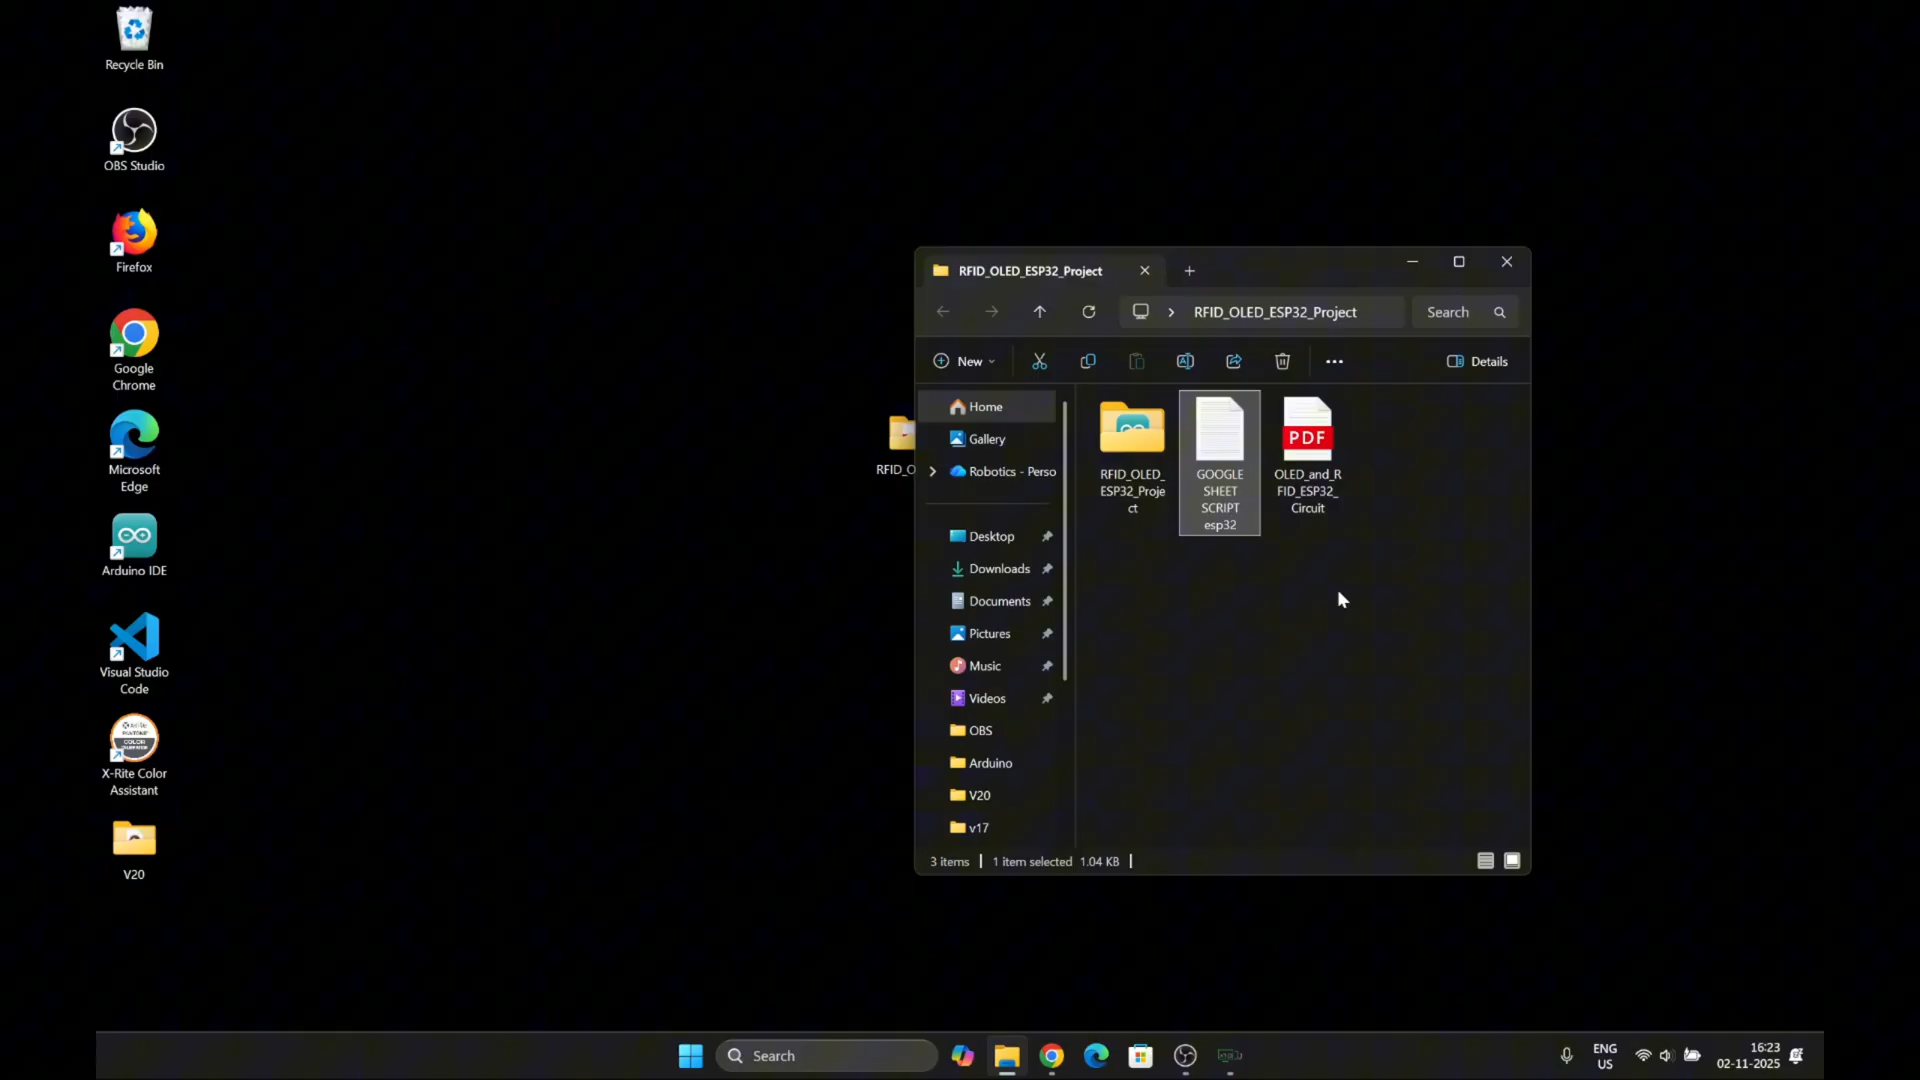 Recycle Bin
OBS Studio
Firefox
Google
Chrome
Microsoft
Edge
Arduino IDE
Visual Studio
Code
X-Rite Color
Assistant
V20
RFID_O
RFID_OLED_ESP32_Project
RFID_OLED_ESP32_Project
Search
New
Details
Home
Gallery
Robotics - Perso
Desktop
Downloads
Documents
Pictures
Music
Videos
OBS
Arduino
V20
v17
RFID_OLED_
ESP32_Proje
ct
GOOGLE
SHEET
SCRIPT
esp32
PDF
OLED_and_R
FID_ESP32_
Circuit
3 items
1 item selected 1.04 KB
Search
ENG
US
16:23
02-11-2025